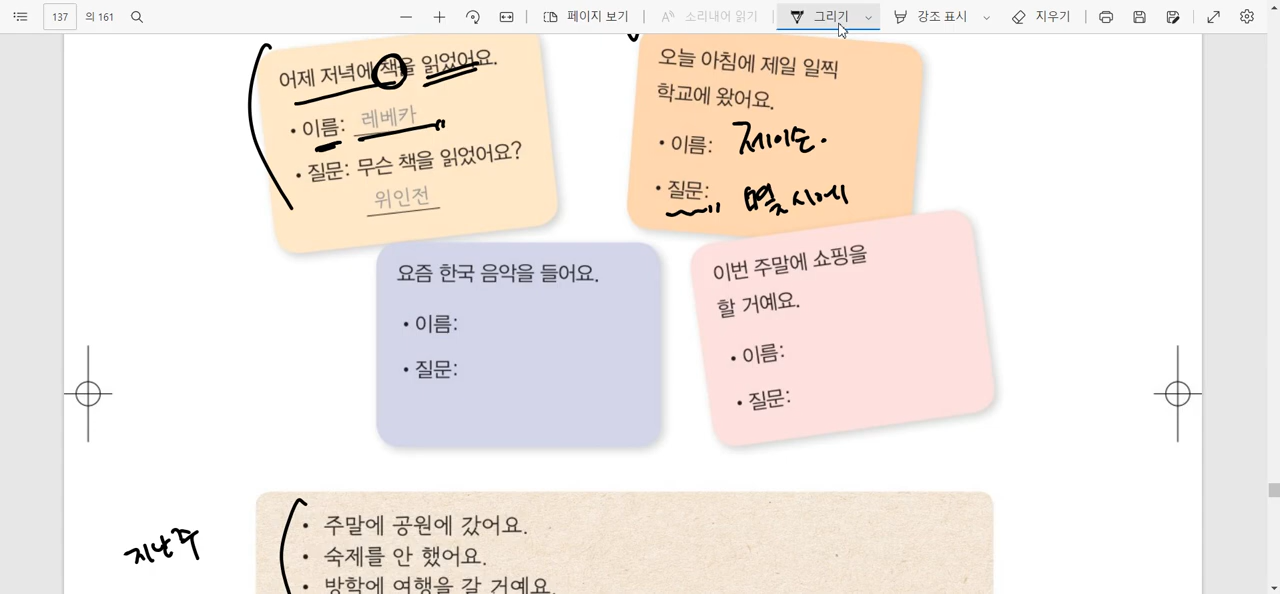 137 의 161 페이지 보기 소리내어 읽기 그리기 강조 표시 지우기
어제 저녁에 책을 읽었어요.
• 이름: 레베카
• 질문: 무슨 책을 읽었어요?
위인전
오늘 아침에 제일 일찍
학교에 왔어요.
• 이름: 제이슨.
• 질문: 몇 시에
요즘 한국 음악을 들어요.
• 이름:
• 질문:
이번 주말에 쇼핑을
할 거예요.
• 이름:
• 질문:
지난 주
• 주말에 공원에 갔어요.
• 숙제를 안 했어요.
• 방학에 여행을 갈 거예요.